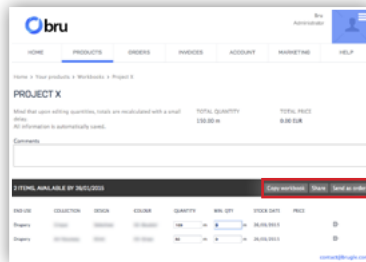 bru
Bru
Administrator
HOME PRODUCTS ORDERS INVOICES ACCOUNT MARKETING HELP
Home > Your products > Workbooks > Project X
PROJECT X
Mind that upon editing quantities, totals are recalculated with a small
delay.
All information is automatically saved.
TOTAL QUANTITY
150.00 m
TOTAL PRICE
0.00 EUR
Comments
2 ITEMS, AVAILABLE BY 28/01/2015
Copy workbook Share Send as order
END USE COLLECTION DESIGN COLOUR QUANTITY MIN. QTY STOCK DATE PRICE
Drapery
Drapery